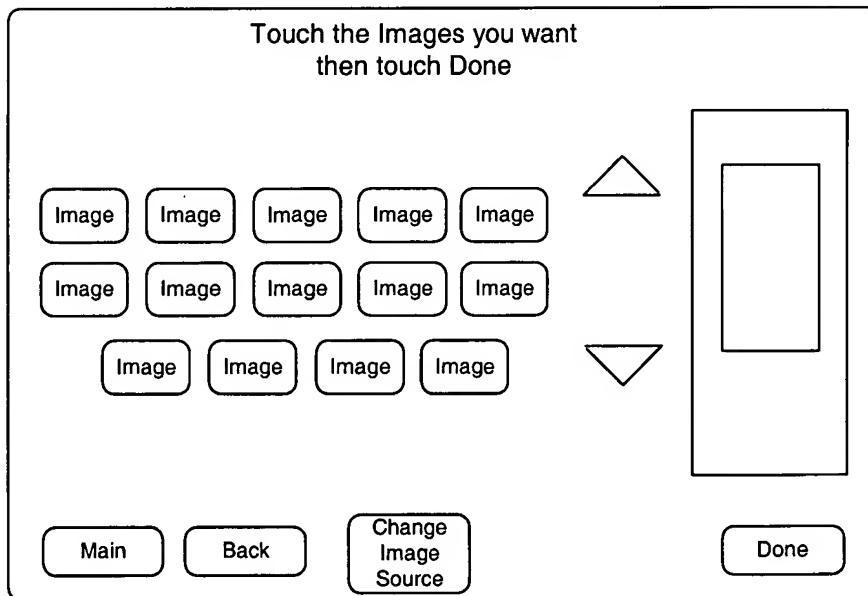 Touch the Images you want
then touch Done
Image Image Image Image Image
Image Image Image Image Image
Image Image Image Image
Main Back Change Image Source Done